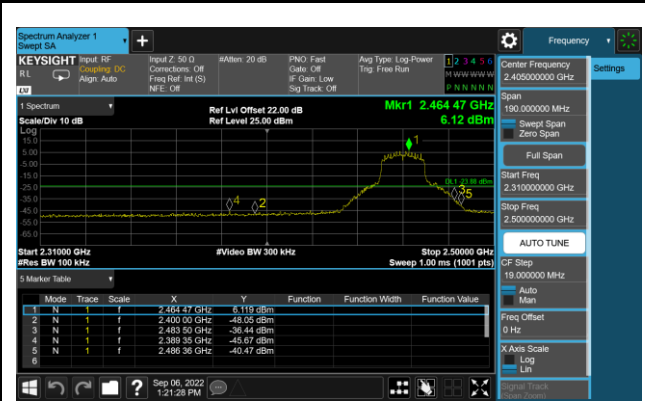 Spectrum Analyzer 1
Swept SA
Frequency
KEYSIGHT
RL
LXI
Input: RF
Coupling: DC
Align: Auto
Input Z: 50 Ω
Corrections: Off
Freq Ref: Int (S)
NFE: Off
#Atten: 20 dB
PNO: Fast
Gate: Off
IF Gain: Low
Sig Track: Off
Avg Type: Log-Power
Trig: Free Run
1 2 3 4 5 6
M W W W W W
P N N N N N
Center Frequency
2.405000000 GHz
Settings
1 Spectrum
Ref Lvl Offset 22.00 dB
Mkr1 2.464 47 GHz
Scale/Div 10 dB
Ref Level 25.00 dBm
6.12 dBm
Span
190.000000 MHz
Swept Span
Zero Span
Log
15.0
5.00
-5.00
-15.0
-25.0
-35.0
-45.0
-55.0
-65.0
1
DL1 -23.88 dBm
4
2
3
5
Full Span
Start Freq
2.310000000 GHz
Stop Freq
2.500000000 GHz
AUTO TUNE
Start 2.31000 GHz
#Video BW 300 kHz
Stop 2.50000 GHz
#Res BW 100 kHz
Sweep 1.00 ms (1001 pts)
CF Step
19.000000 MHz
Auto
Man
5 Marker Table
Mode Trace Scale X Y Function Function Width Function Value
1 N 1 f 2.464 47 GHz 6.119 dBm
2 N 1 f 2.400 00 GHz -48.05 dBm
3 N 1 f 2.483 50 GHz -36.44 dBm
4 N 1 f 2.389 35 GHz -45.67 dBm
5 N 1 f 2.486 36 GHz -40.47 dBm
6
Freq Offset
0 Hz
X Axis Scale
Log
Lin
Signal Track
(Span Zoom)
?
Sep 06, 2022
1:21:28 PM